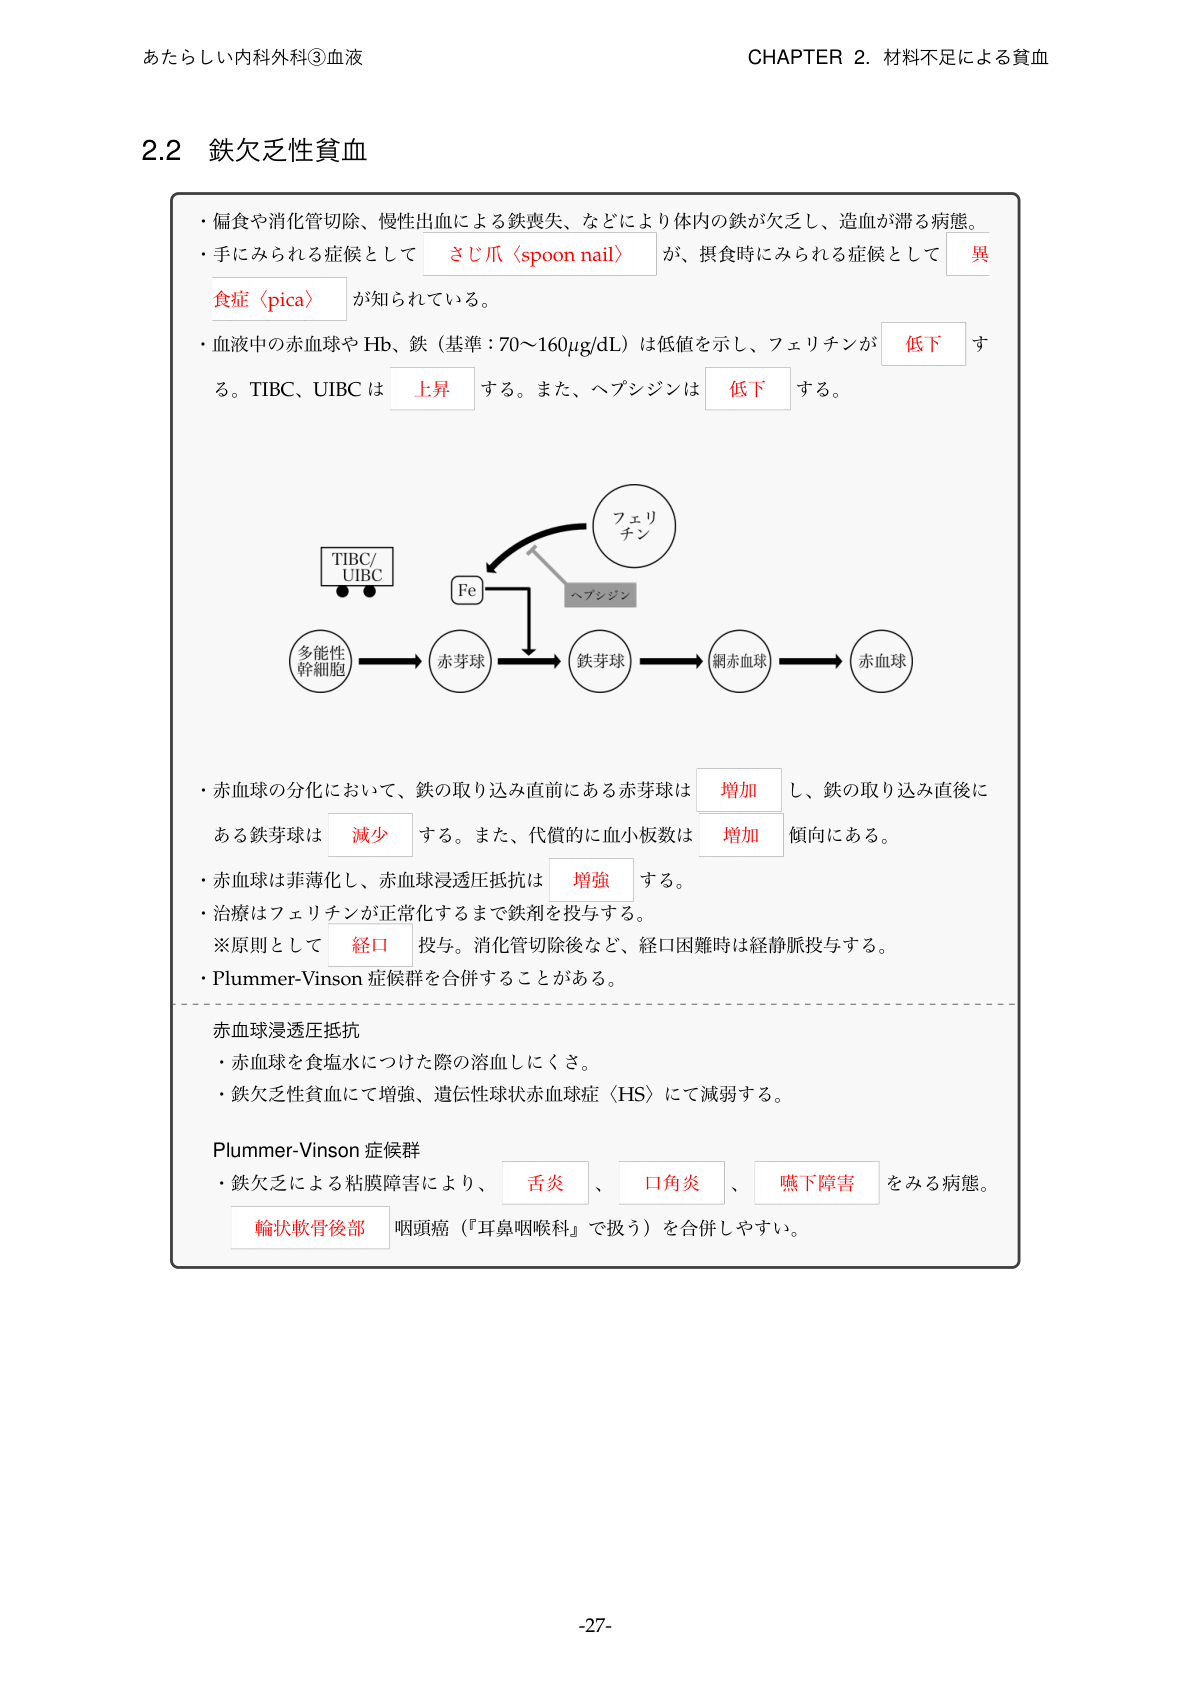 あたらしい内科外科③血液
CHAPTER 2. 材料不足による貧血
2.2 鉄欠乏性貧血
・偏食や消化管切除、慢性出血による鉄喪失、などにより体内の鉄が欠乏し、造血が滞る病態。
・手にみられる症候として さじ爪〈spoon nail〉 が、摂食時にみられる症候として 異
食症〈pica〉 が知られている。
・血液中の赤血球や Hb、鉄（基準：70〜160μg/dL）は低値を示し、フェリチンが 低下 す
る。TIBC、UIBC は 上昇 する。また、ヘプシジンは 低下 する。
フェリ
チン
TIBC/
UIBC
Fe
ヘプシジン
多能性
幹細胞
赤芽球
鉄芽球
網赤血球
赤血球
・赤血球の分化において、鉄の取り込み直前にある赤芽球は 増加 し、鉄の取り込み直後に
ある鉄芽球は 減少 する。また、代償的に血小板数は 増加 傾向にある。
・赤血球は菲薄化し、赤血球浸透圧抵抗は 増強 する。
・治療はフェリチンが正常化するまで鉄剤を投与する。
※原則として 経口 投与。消化管切除後など、経口困難時は経静脈投与する。
・Plummer-Vinson 症候群を合併することがある。
赤血球浸透圧抵抗
・赤血球を食塩水につけた際の溶血しにくさ。
・鉄欠乏性貧血にて増強、遺伝性球状赤血球症〈HS〉にて減弱する。
Plummer-Vinson 症候群
・鉄欠乏による粘膜障害により、 舌炎 、 口角炎 、 嚥下障害 をみる病態。
輪状軟骨後部 咽頭癌（『耳鼻咽喉科』で扱う）を合併しやすい。
-27-